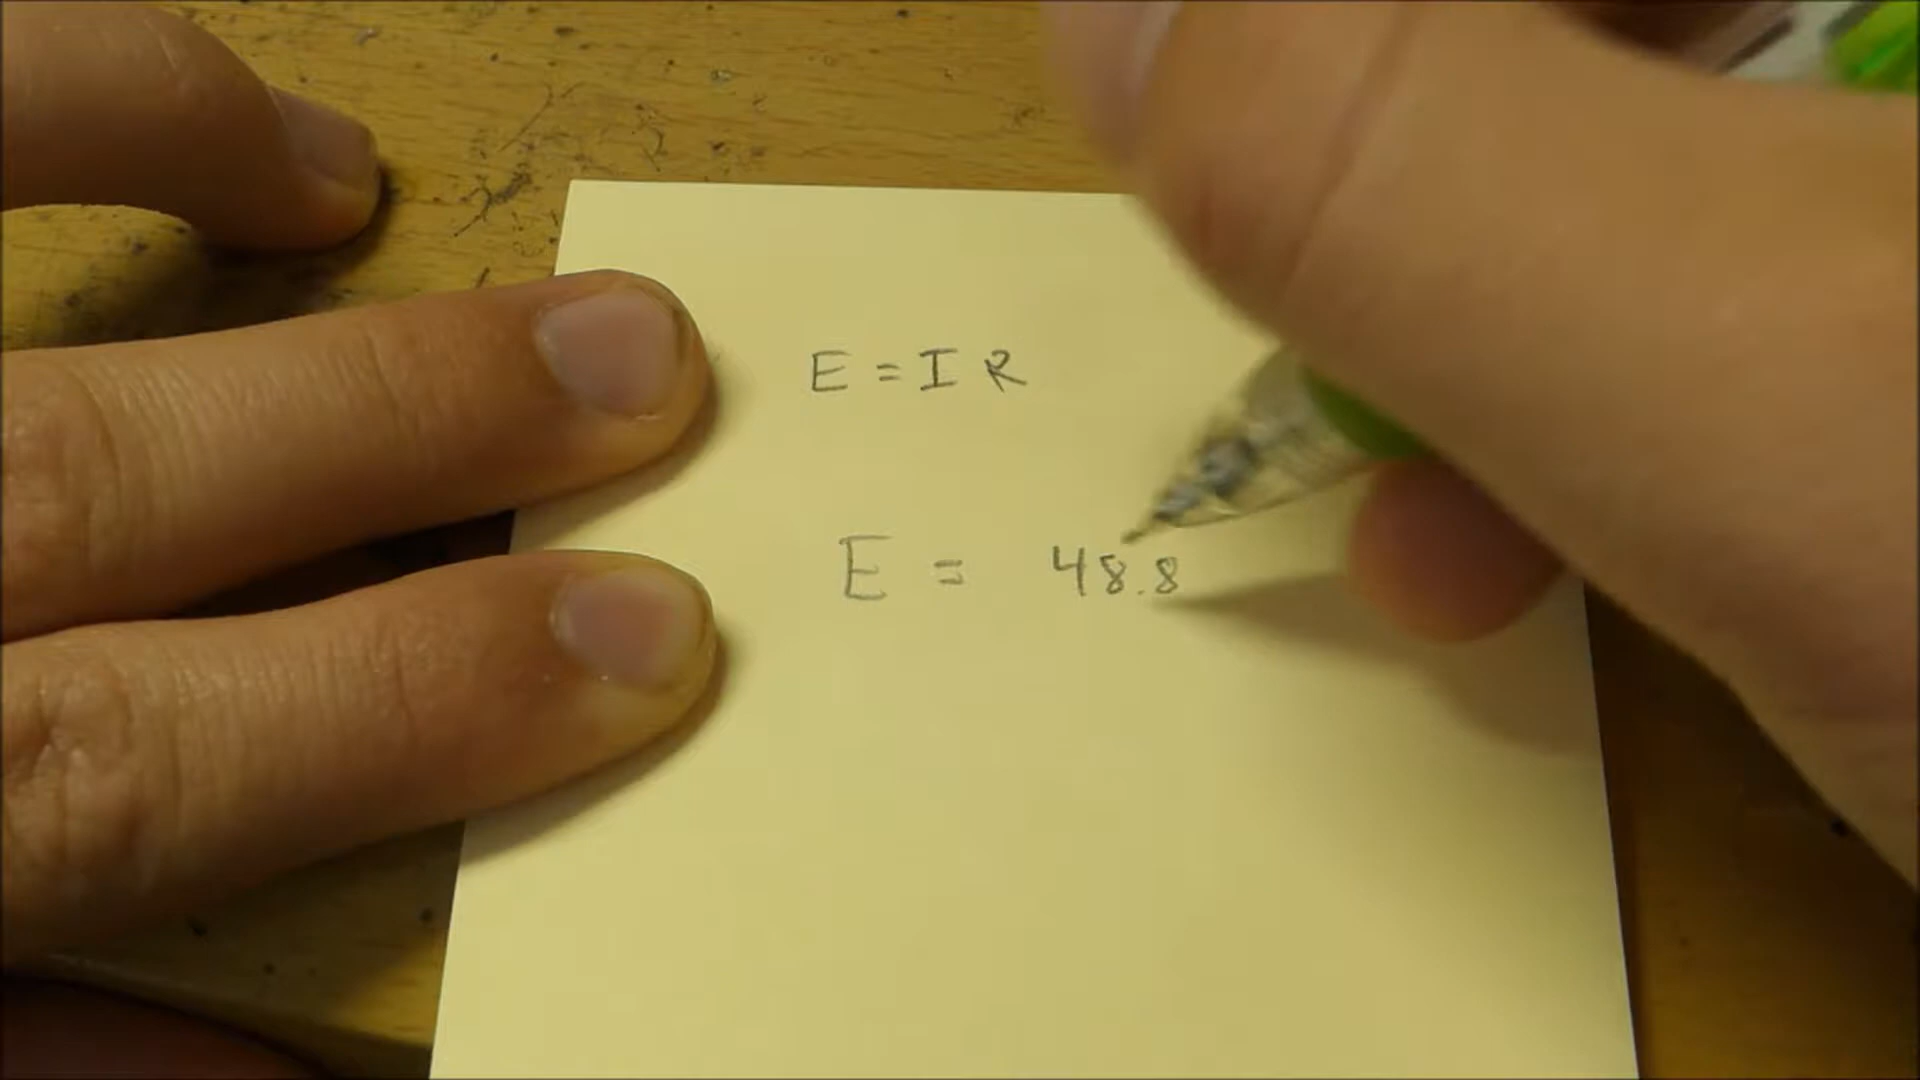 E = I R
E = 48.8